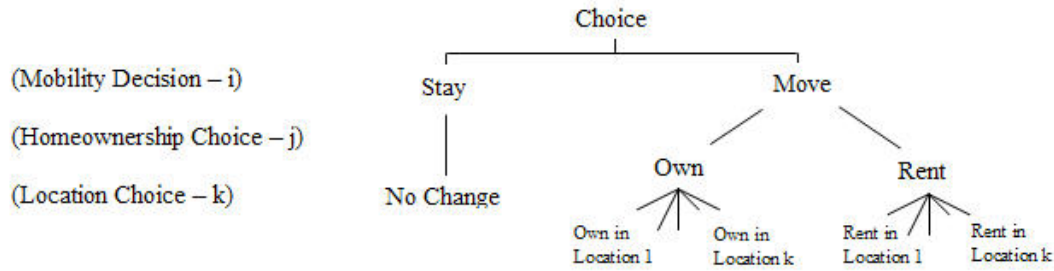 Choice
(Mobility Decision – i)
Stay
Move
(Homeownership Choice – j)
Own
Rent
(Location Choice – k)
No Change
Own in
Location 1
Own in
Location k
Rent in
Location 1
Rent in
Location k